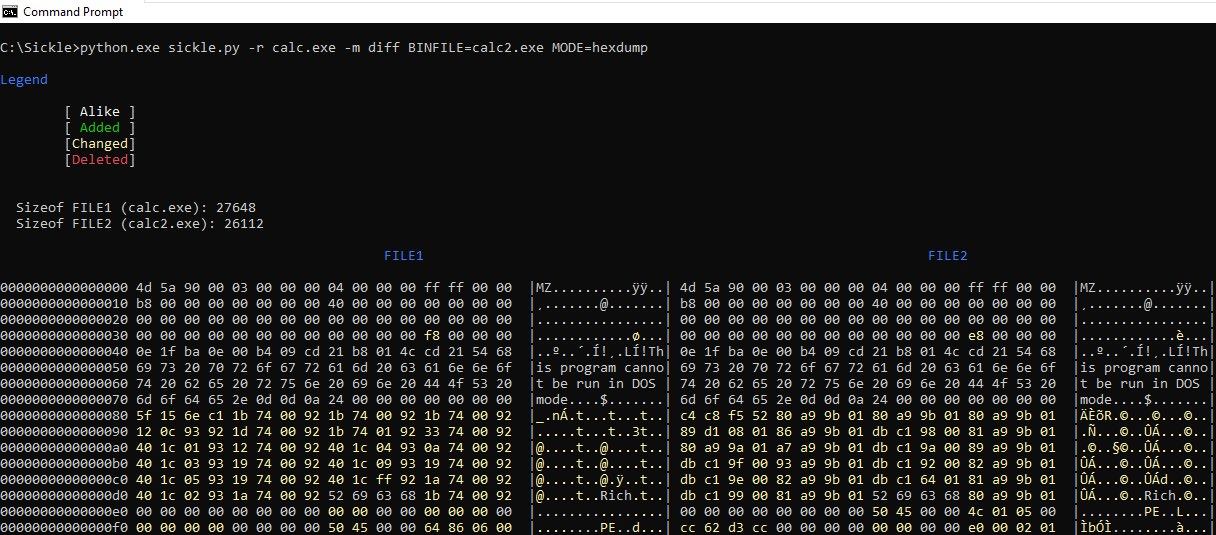 Command Prompt
C:\Sickle>python.exe sickle.py -r calc.exe -m diff BINFILE=calc2.exe MODE=hexdump
Legend
[ Alike ]
[ Added ]
[Changed]
[Deleted]
Sizeof FILE1 (calc.exe): 27648
Sizeof FILE2 (calc2.exe): 26112
FILE1 FILE2
0000000000000000 4d 5a 90 00 03 00 00 00 04 00 00 00 ff ff 00 00 |MZ..........ÿÿ..| 4d 5a 90 00 03 00 00 00 04 00 00 00 ff ff 00 00 |MZ..........ÿÿ..|
0000000000000010 b8 00 00 00 00 00 00 00 40 00 00 00 00 00 00 00 |¸.......@.......| b8 00 00 00 00 00 00 00 40 00 00 00 00 00 00 00 |¸.......@.......|
0000000000000020 00 00 00 00 00 00 00 00 00 00 00 00 00 00 00 00 |................| 00 00 00 00 00 00 00 00 00 00 00 00 00 00 00 00 |................|
0000000000000030 00 00 00 00 00 00 00 00 00 00 00 00 f8 00 00 00 |............ø...| 00 00 00 00 00 00 00 00 00 00 00 00 e8 00 00 00 |............è...|
0000000000000040 0e 1f ba 0e 00 b4 09 cd 21 b8 01 4c cd 21 54 68 |..º..´.Í!¸.LÍ!Th| 0e 1f ba 0e 00 b4 09 cd 21 b8 01 4c cd 21 54 68 |..º..´.Í!¸.LÍ!Th|
0000000000000050 69 73 20 70 72 6f 67 72 61 6d 20 63 61 6e 6e 6f |is program canno| 69 73 20 70 72 6f 67 72 61 6d 20 63 61 6e 6e 6f |is program canno|
0000000000000060 74 20 62 65 20 72 75 6e 20 69 6e 20 44 4f 53 20 |t be run in DOS | 74 20 62 65 20 72 75 6e 20 69 6e 20 44 4f 53 20 |t be run in DOS |
0000000000000070 6d 6f 64 65 2e 0d 0d 0a 24 00 00 00 00 00 00 00 |mode....$.......| 6d 6f 64 65 2e 0d 0d 0a 24 00 00 00 00 00 00 00 |mode....$.......|
0000000000000080 5f 15 6e c1 1b 74 00 92 1b 74 00 92 1b 74 00 92 |_.nÁ.t...t...t..| c4 c8 f5 52 80 a9 9b 01 80 a9 9b 01 80 a9 9b 01 |ÄÈõR.©...©...©..|
0000000000000090 12 0c 93 92 1d 74 00 92 1b 74 01 92 33 74 00 92 |.....t...t..3t..| 89 d1 08 01 86 a9 9b 01 db c1 98 00 81 a9 9b 01 |.Ñ...©..ÛÁ...©..|
00000000000000a0 40 1c 01 93 12 74 00 92 40 1c 04 93 0a 74 00 92 |@....t..@....t..| 80 a9 9a 01 a7 a9 9b 01 db c1 9a 00 89 a9 9b 01 |.©..§©..ÛÁ...©..|
00000000000000b0 40 1c 03 93 19 74 00 92 40 1c 09 93 19 74 00 92 |@....t..@....t..| db c1 9f 00 93 a9 9b 01 db c1 92 00 82 a9 9b 01 |ÛÁ...©..ÛÁ...©..|
00000000000000c0 40 1c 05 93 19 74 00 92 40 1c ff 92 1a 74 00 92 |@....t..@.ÿ..t..| db c1 9e 00 82 a9 9b 01 db c1 64 01 81 a9 9b 01 |ÛÁ...©..ÛÁd..©..|
00000000000000d0 40 1c 02 93 1a 74 00 92 52 69 63 68 1b 74 00 92 |@....t..Rich.t..| db c1 99 00 81 a9 9b 01 52 69 63 68 80 a9 9b 01 |ÛÁ...©..Rich.©..|
00000000000000e0 00 00 00 00 00 00 00 00 00 00 00 00 00 00 00 00 |................| 00 00 00 00 00 00 00 00 50 45 00 00 4c 01 05 00 |........PE..L...|
00000000000000f0 00 00 00 00 00 00 00 00 50 45 00 00 64 86 06 00 |........PE..d...| cc 62 d3 cc 00 00 00 00 00 00 00 00 e0 00 02 01 |ÌbÓÌ........à...|